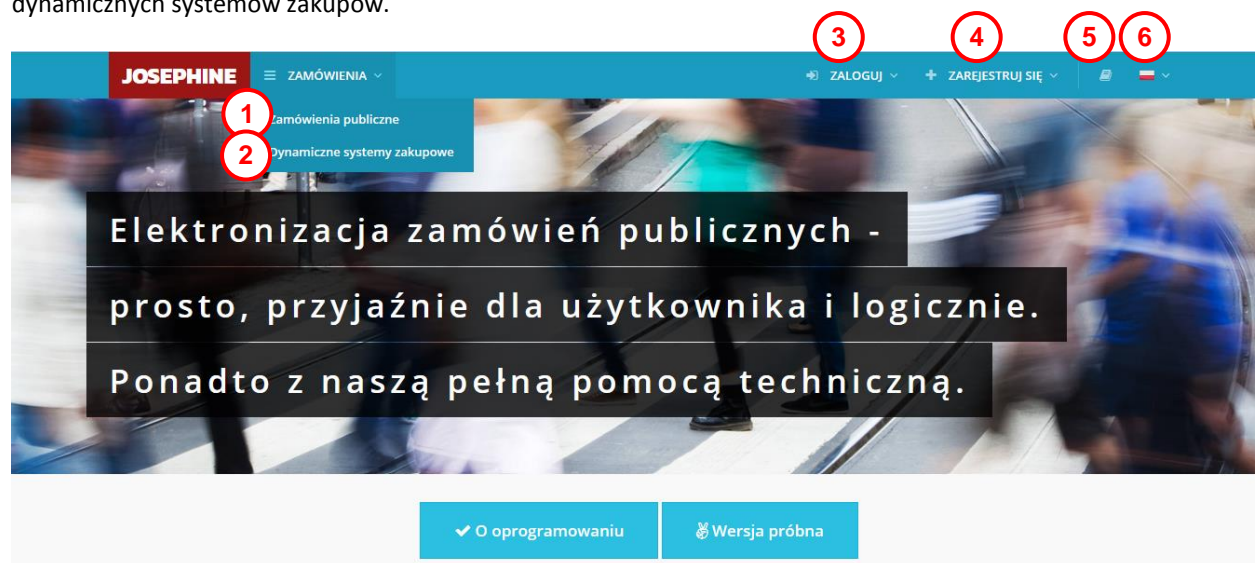 dynamicznych systemów zakupów.
3 4 5 6
JOSEPHINE ZAMÓWIENIA ZALOGUJ ZAREJESTRUJ SIĘ
1 Zamówienia publiczne
2 Dynamiczne systemy zakupowe
Elektronizacja zamówień publicznych -
prosto, przyjaźnie dla użytkownika i logicznie.
Ponadto z naszą pełną pomocą techniczną.
O oprogramowaniu Wersja próbna